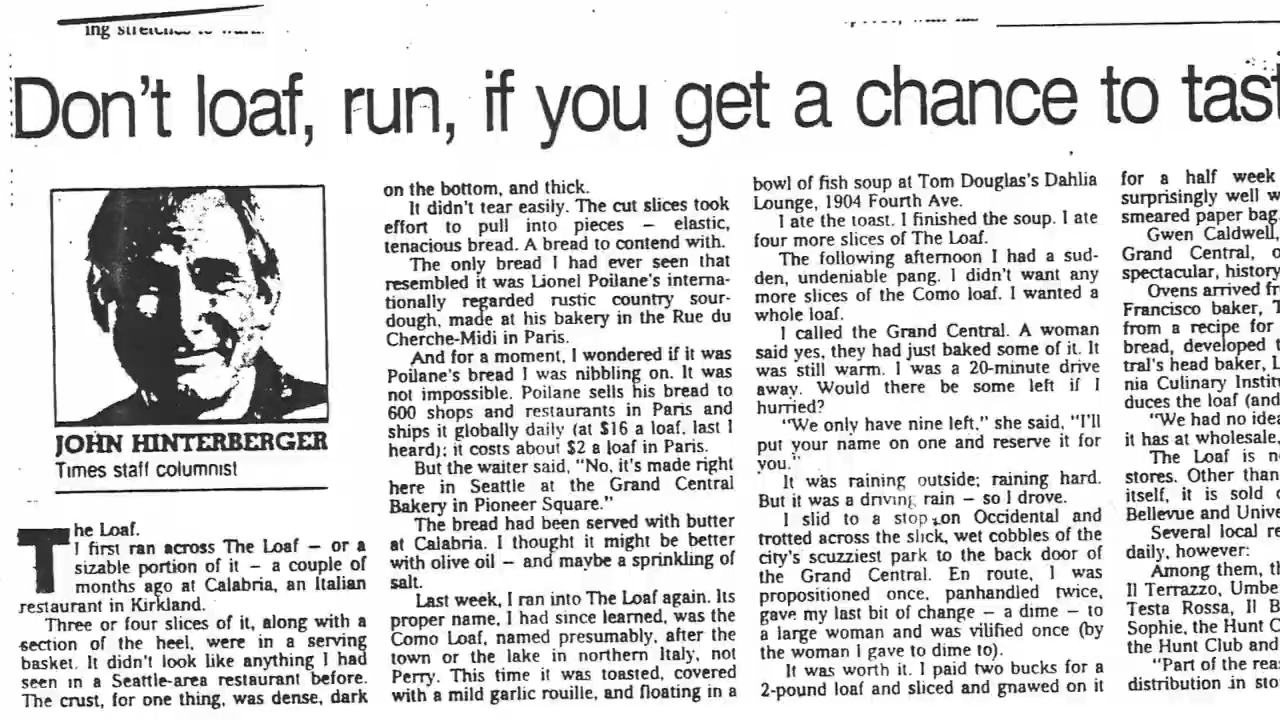 Don't loaf, run, if you get a chance to tast
JOHN HINTERBERGER
Times staff columnist
The Loaf.
I first ran across The Loaf — or a
sizable portion of it — a couple of
months ago at Calabria, an Italian
restaurant in Kirkland.
Three or four slices of it, along with a
section of the heel, were in a serving
basket. It didn't look like anything I had
seen in a Seattle-area restaurant before.
The crust, for one thing, was dense, dark
on the bottom, and thick.
It didn't tear easily. The cut slices took
effort to pull into pieces — elastic,
tenacious bread. A bread to contend with.
The only bread I had ever seen that
resembled it was Lionel Poilane's interna-
tionally regarded rustic country sour-
dough, made at his bakery in the Rue du
Cherche-Midi in Paris.
And for a moment, I wondered if it was
Poilane's bread I was nibbling on. It was
not impossible. Poilane sells his bread to
600 shops and restaurants in Paris and
ships it globally daily (at $16 a loaf, last I
heard); it costs about $2 a loaf in Paris.
But the waiter said, "No, it's made right
here in Seattle at the Grand Central
Bakery in Pioneer Square."
The bread had been served with butter
at Calabria. I thought it might be better
with olive oil — and maybe a sprinkling of
salt.
Last week, I ran into The Loaf again. Its
proper name, I had since learned, was the
Como Loaf, named presumably, after the
town or the lake in northern Italy, not
Perry. This time it was toasted, covered
with a mild garlic rouille, and floating in a
bowl of fish soup at Tom Douglas's Dahlia
Lounge, 1904 Fourth Ave.
I ate the toast. I finished the soup. I ate
four more slices of The Loaf.
The following afternoon I had a sud-
den, undeniable pang. I didn't want any
more slices of the Como loaf. I wanted a
whole loaf.
I called the Grand Central. A woman
said yes, they had just baked some of it. It
was still warm. I was a 20-minute drive
away. Would there be some left if I
hurried?
"We only have nine left," she said, "I'll
put your name on one and reserve it for
you."
It was raining outside; raining hard.
But it was a driving rain — so I drove.
I slid to a stop on Occidental and
trotted across the slick, wet cobbles of the
city's scuzziest park to the back door of
the Grand Central. En route, I was
propositioned once, panhandled twice,
gave my last bit of change — a dime — to
a large woman and was vilified once (by
the woman I gave to dime to).
It was worth it. I paid two bucks for a
2-pound loaf and sliced and gnawed on it
for a half week
surprisingly well w
smeared paper bag
Gwen Caldwell,
Grand Central, o
spectacular, history
Ovens arrived fr
Francisco baker, T
from a recipe for
bread, developed t
tral's head baker, L
nia Culinary Instit
duces the loaf (and
"We had no idea
it has at wholesale,
The Loaf is n
stores. Other than
itself, it is sold
Bellevue and Unive
Several local re
daily, however:
Among them, th
Il Terrazzo, Umbe
Testa Rossa, Il B
Sophie, the Hunt C
the Hunt Club and
"Part of the rea
distribution in sto